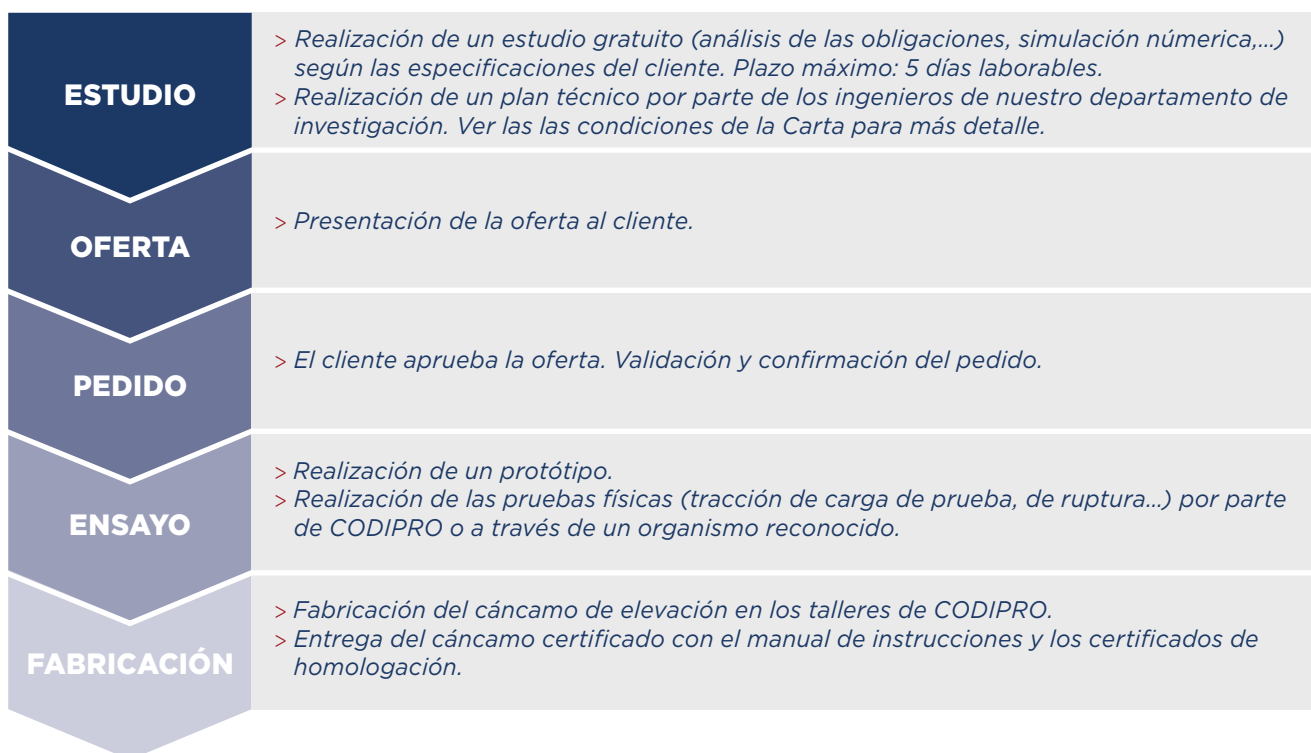 ESTUDIO
> Realización de un estudio gratuito (análisis de las obligaciones, simulación númerica,...)
según las especificaciones del cliente. Plazo máximo: 5 días laborables.
> Realización de un plan técnico por parte de los ingenieros de nuestro departamento de
investigación. Ver las las condiciones de la Carta para más detalle.
OFERTA
> Presentación de la oferta al cliente.
PEDIDO
> El cliente aprueba la oferta. Validación y confirmación del pedido.
ENSAYO
> Realización de un protótipo.
> Realización de las pruebas físicas (tracción de carga de prueba, de ruptura...) por parte
de CODIPRO o a través de un organismo reconocido.
FABRICACIÓN
> Fabricación del cáncamo de elevación en los talleres de CODIPRO.
> Entrega del cáncamo certificado con el manual de instrucciones y los certificados de
homologación.